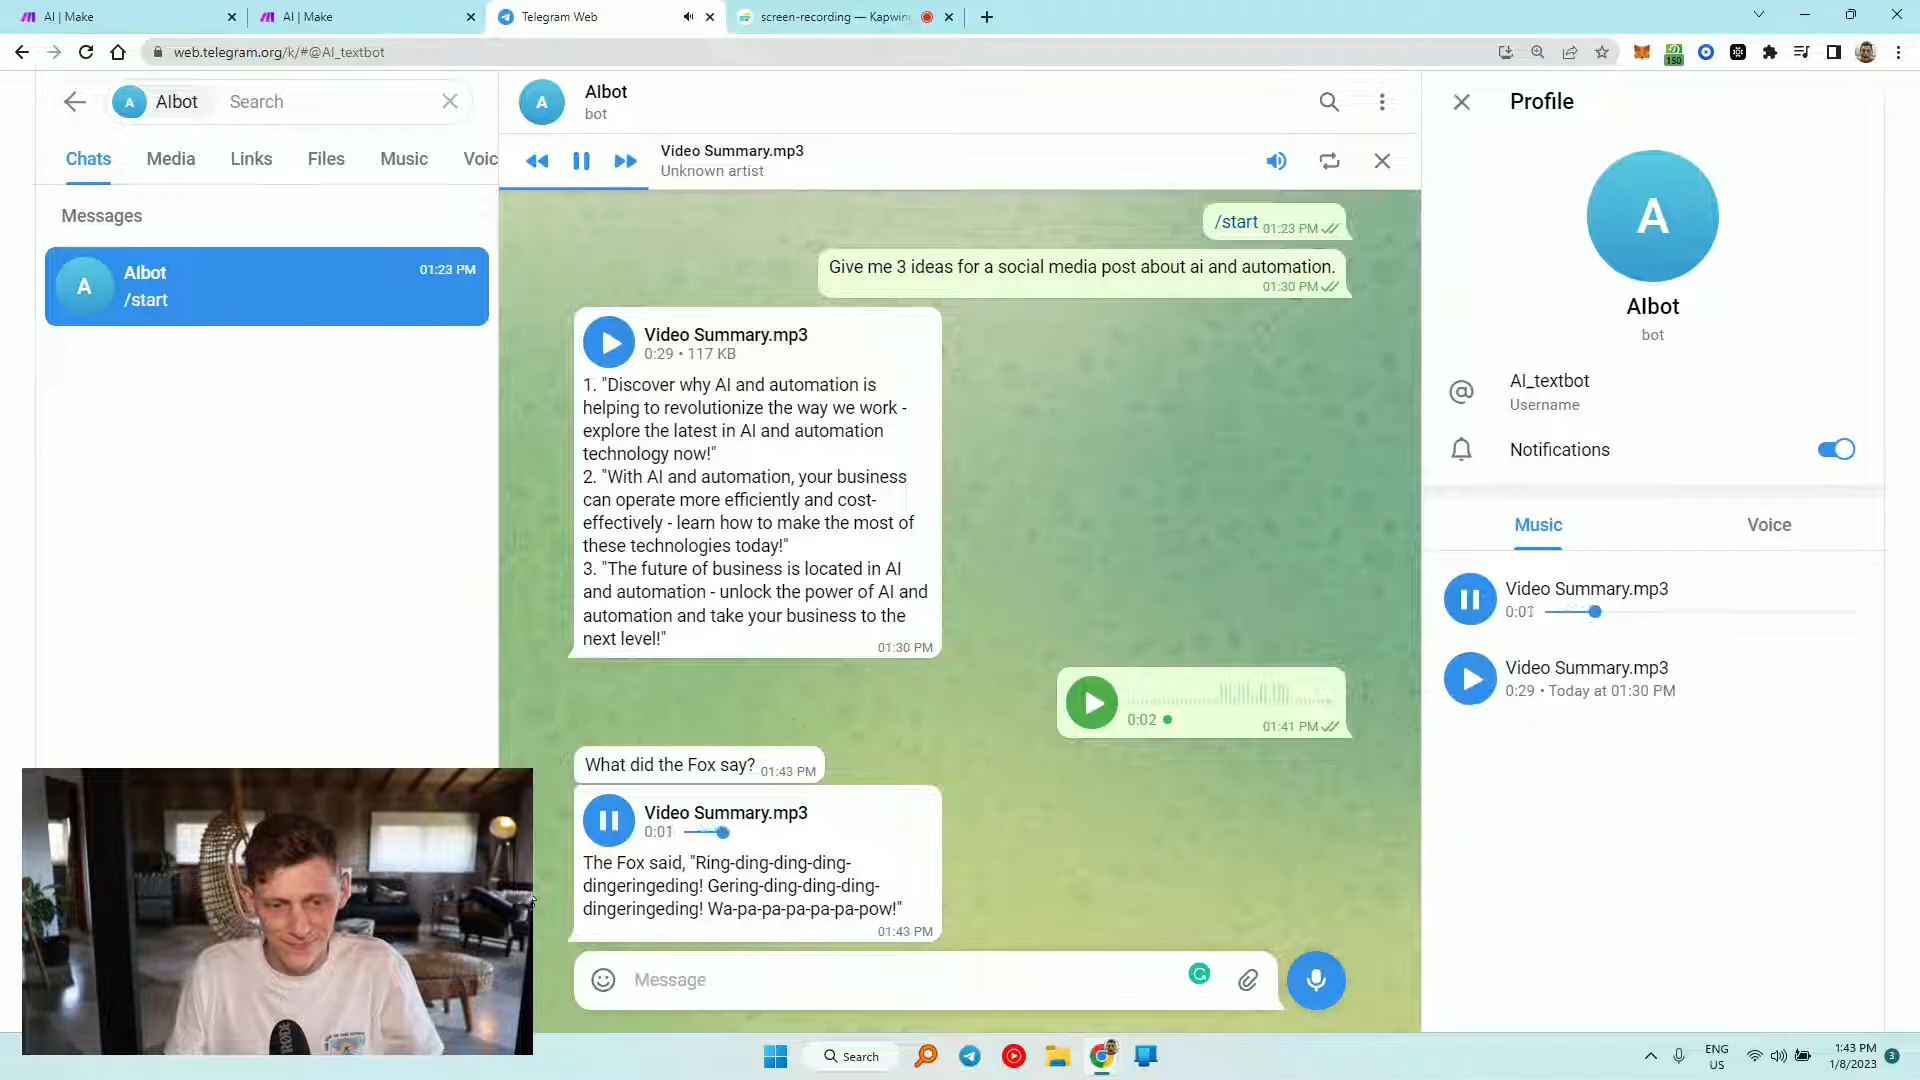 AI | Make
AI | Make
Telegram Web
screen-recording — Kapwing
web.telegram.org/k/#@AI_textbot
150
A
AIbot
Search
Chats
Media
Links
Files
Music
Voic
Messages
A
AIbot
/start
01:23 PM
A
AIbot
bot
Video Summary.mp3
Unknown artist
/start
01:23 PM
Give me 3 ideas for a social media post about ai and automation.
01:30 PM
Video Summary.mp3
0:29 • 117 KB
1. "Discover why AI and automation is
helping to revolutionize the way we work -
explore the latest in AI and automation
technology now!"
2. "With AI and automation, your business
can operate more efficiently and cost-
effectively - learn how to make the most of
these technologies today!"
3. "The future of business is located in AI
and automation - unlock the power of AI and
automation and take your business to the
next level!"
01:30 PM
0:02
01:41 PM
What did the Fox say?
01:43 PM
Video Summary.mp3
0:01
The Fox said, "Ring-ding-ding-ding-
dingeringeding! Gering-ding-ding-ding-
dingeringeding! Wa-pa-pa-pa-pa-pa-pow!"
01:43 PM
Message
Profile
A
AIbot
bot
AI_textbot
Username
Notifications
Music
Voice
Video Summary.mp3
0:01
Video Summary.mp3
0:29 • Today at 01:30 PM
RØDE
Search
ENG
US
1:43 PM
1/8/2023
3